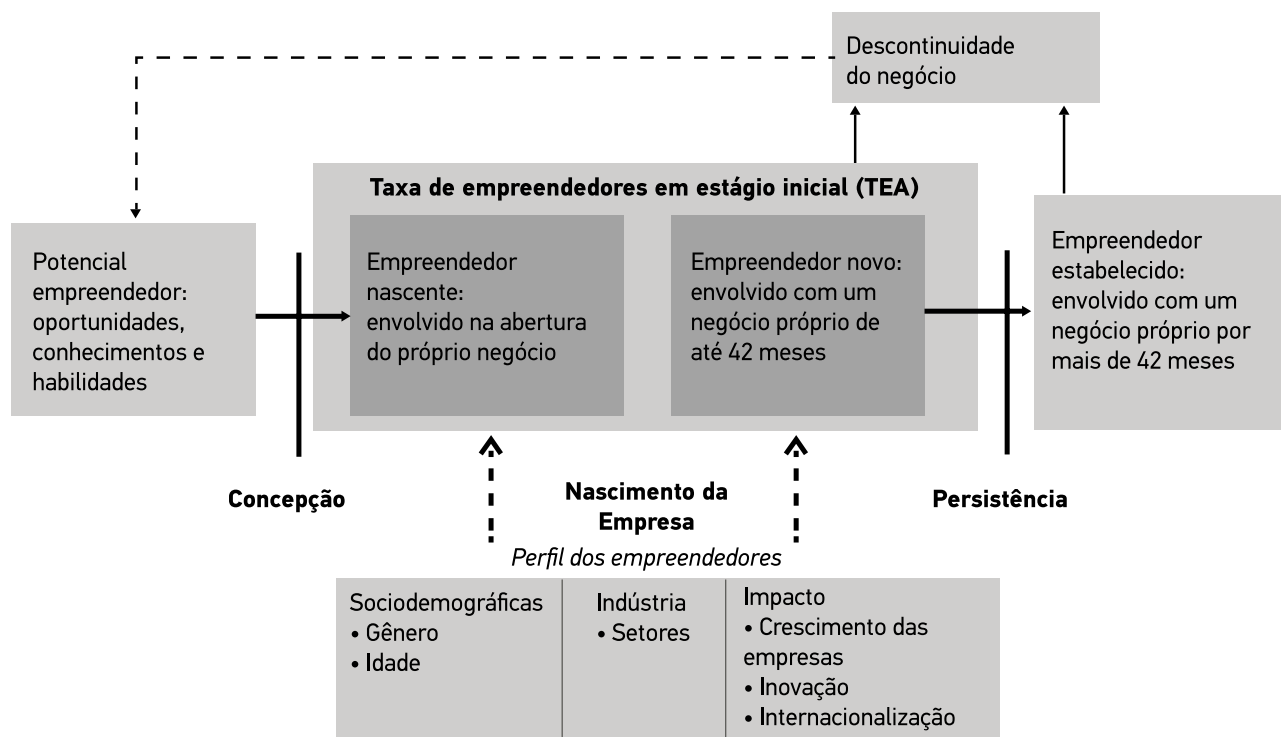 Descontinuidade
do negócio
Taxa de empreendedores em estágio inicial (TEA)
Potencial
empreendedor:
oportunidades,
conhecimentos e
habilidades
Empreendedor
nascente:
envolvido na abertura
do próprio negócio
Empreendedor novo:
envolvido com um
negócio próprio de
até 42 meses
Empreendedor
estabelecido:
envolvido com um
negócio próprio por
mais de 42 meses
Concepção
Nascimento da
Empresa
Persistência
Perfil dos empreendedores
Sociodemográficas
• Gênero
• Idade
Indústria
• Setores
Impacto
• Crescimento das
empresas
• Inovação
• Internacionalização